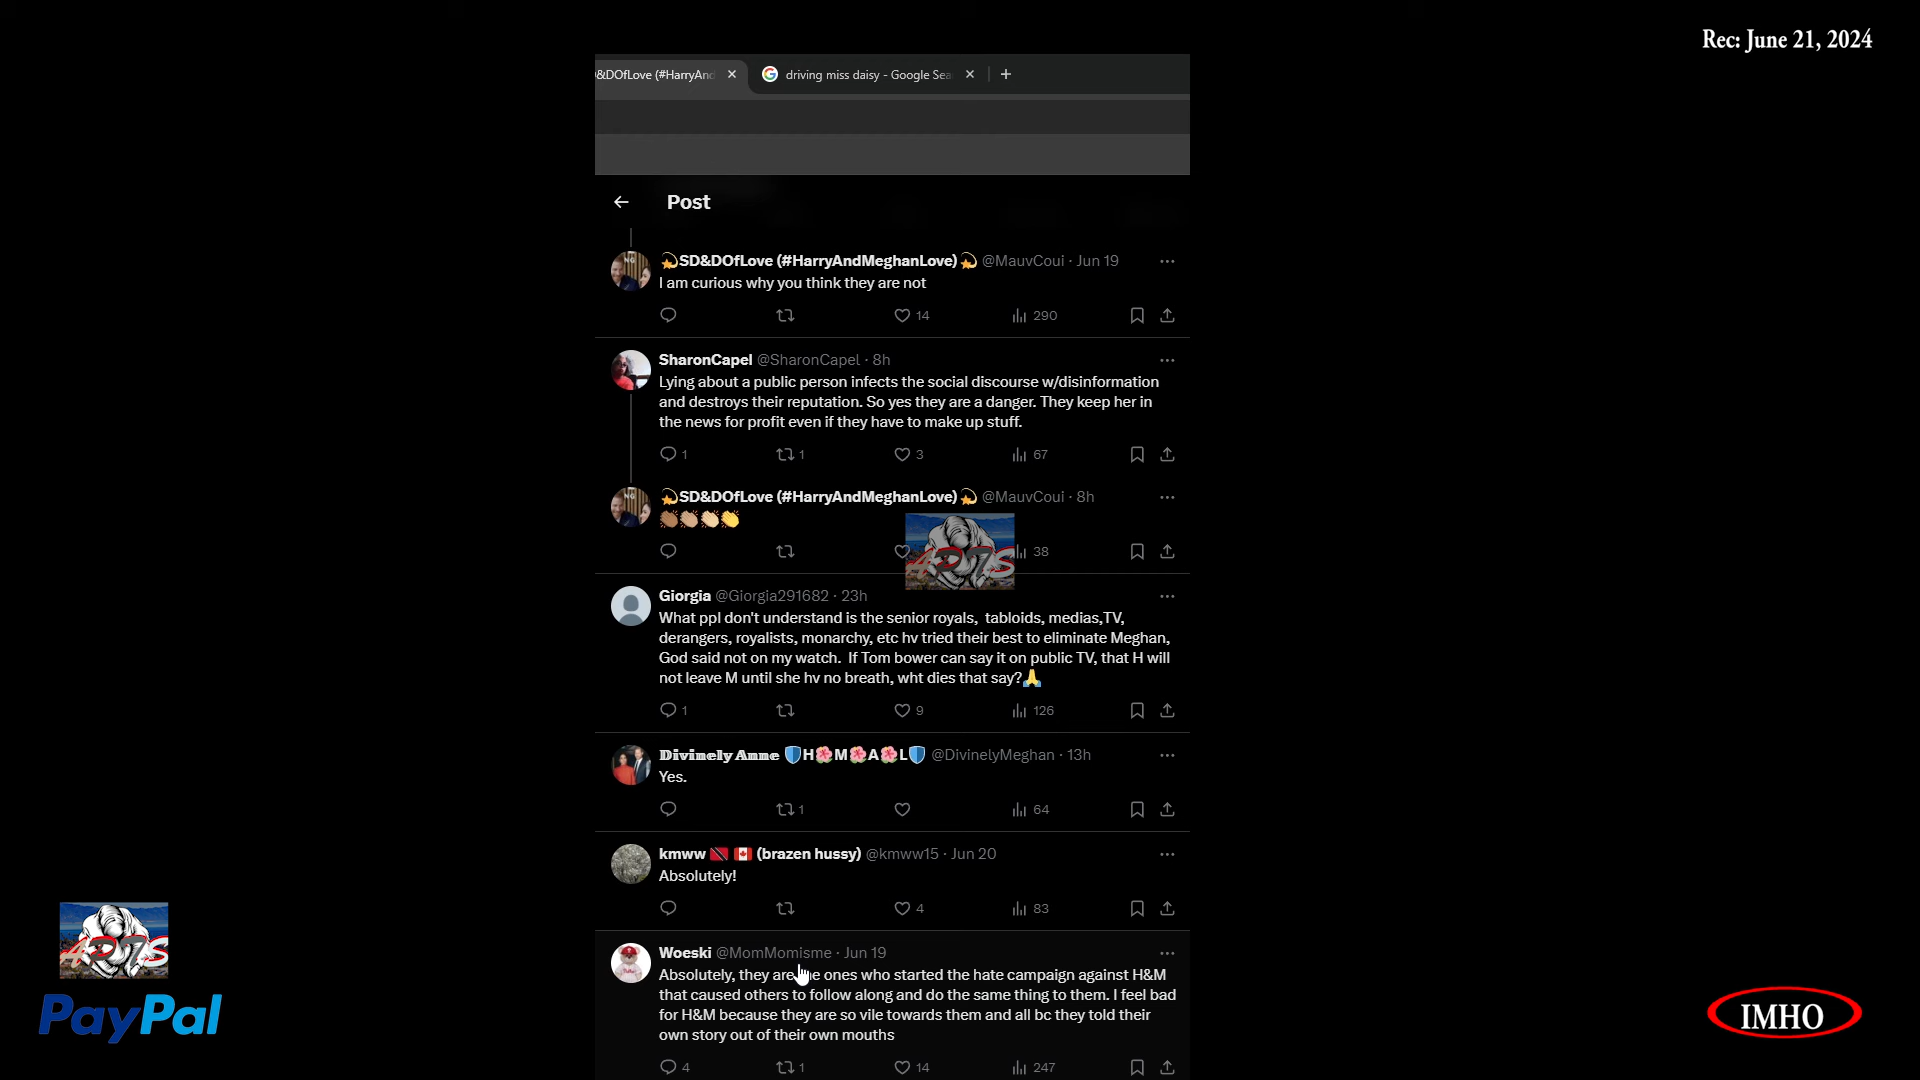 Rec: June 21, 2024
&DOfLove (#HarryAnd
driving miss daisy - Google Sea
Post
💫SD&DOfLove (#HarryAndMeghanLove)💫 @MauvCoui · Jun 19
I am curious why you think they are not
14 290
SharonCapel @SharonCapel · 8h
Lying about a public person infects the social discourse w/disinformation
and destroys their reputation. So yes they are a danger. They keep her in
the news for profit even if they have to make up stuff.
1 1 3 67
💫SD&DOfLove (#HarryAndMeghanLove)💫 @MauvCoui · 8h
👏🏾👏🏽👏🏼👏
38
ADTS
Giorgia @Giorgia291682 · 23h
What ppl don't understand is the senior royals,  tabloids, medias,TV,
derangers, royalists, monarchy, etc hv tried their best to eliminate Meghan,
God said not on my watch.  If Tom bower can say it on public TV, that H will
not leave M until she hv no breath, wht dies that say?🙏
1 9 126
Divinely Anne 🛡️H🌺M🌺A🌺L🛡️ @DivinelyMeghan · 13h
Yes.
1 64
kmww 🇹🇹 🇨🇦 (brazen hussy) @kmww15 · Jun 20
Absolutely!
4 83
Woeski @MomMomisme · Jun 19
Absolutely, they are ones who started the hate campaign against H&M
that caused others to follow along and do the same thing to them. I feel bad
for H&M because they are so vile towards them and all bc they told their
own story out of their own mouths
4 1 14 247
ADTS
PayPal
IMHO